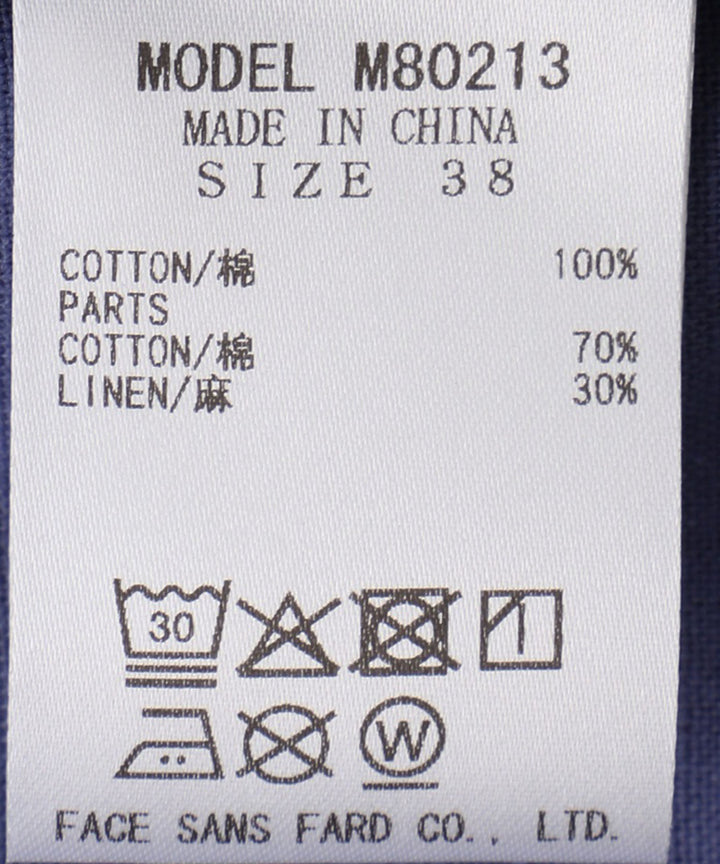 MODEL M80213
MADE IN CHINA
SIZE 38
COTTON/棉 100%
PARTS
COTTON/棉 70%
LINEN/麻 30%
30
W
FACE SANS FARD CO., LTD.